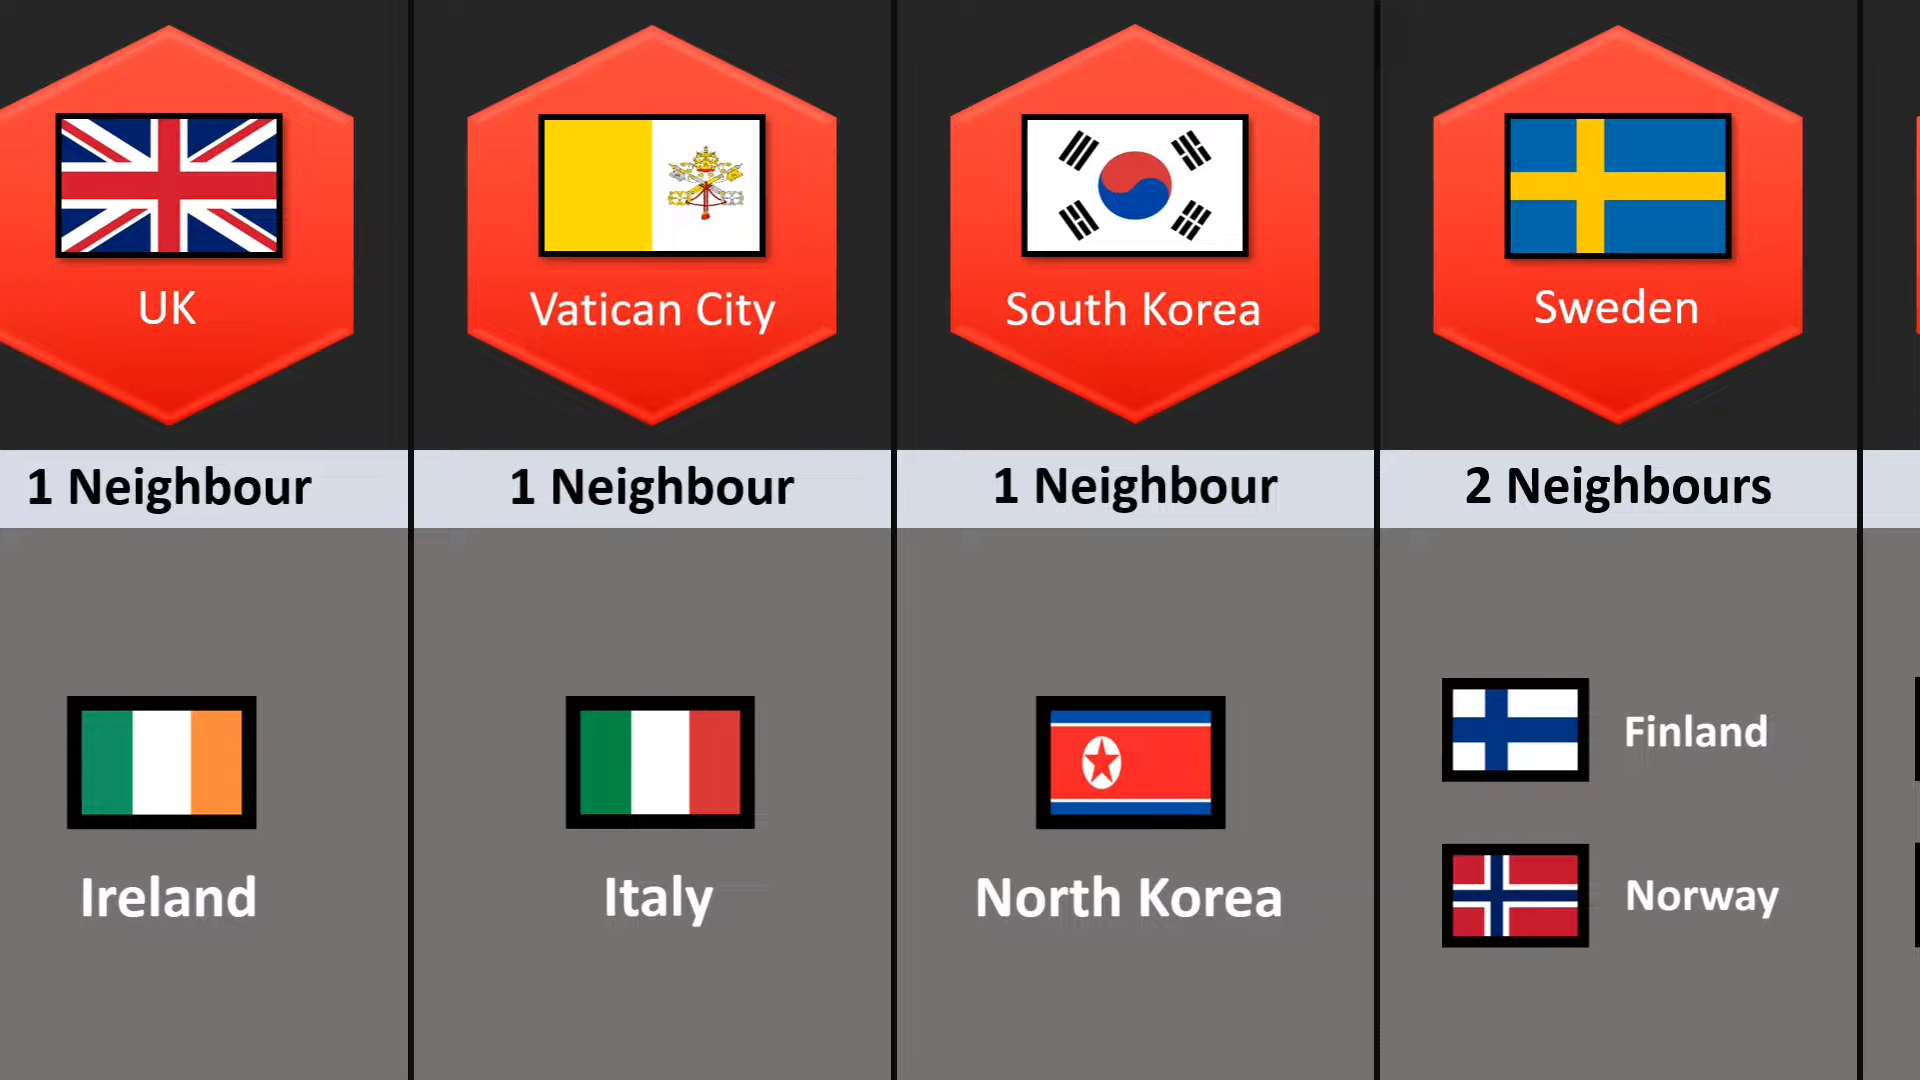 UK
Vatican City
South Korea
Sweden
1 Neighbour
1 Neighbour
1 Neighbour
2 Neighbours
Ireland
Italy
North Korea
Finland
Norway